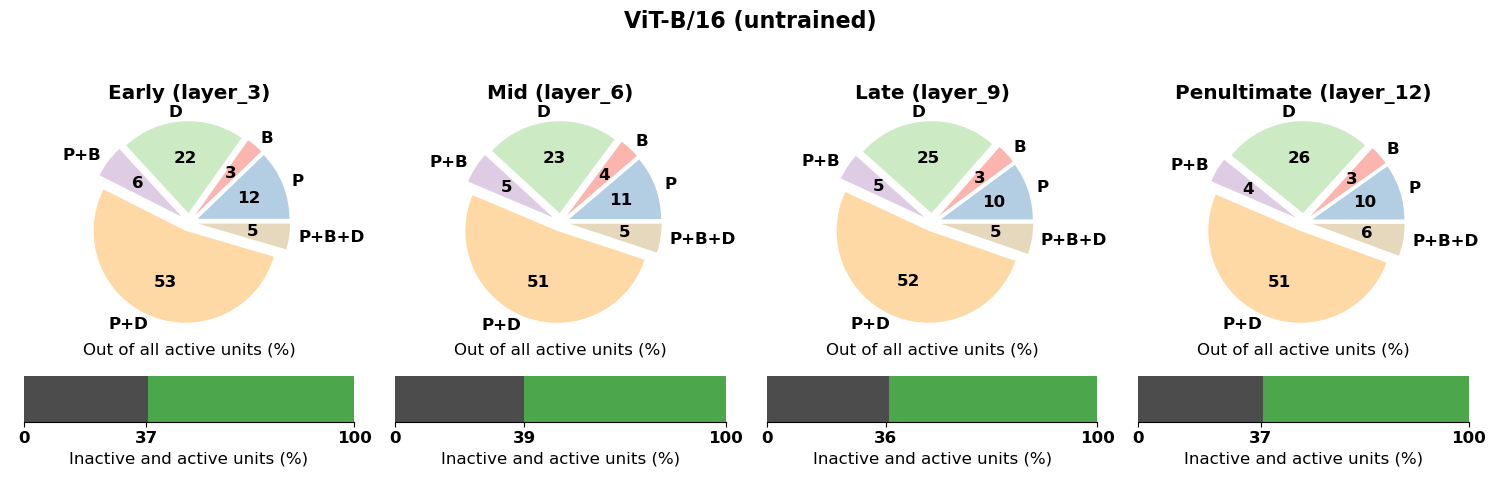 ViT-B/16 (untrained)
Early (layer_3)
D
B
P+B
22
3
P
6
12
5
P+B+D
53
P+D
Out of all active units (%)
0 37 100
Inactive and active units (%)
Mid (layer_6)
D
B
P+B
23
4
P
5
11
5
P+B+D
51
P+D
Out of all active units (%)
0 39 100
Inactive and active units (%)
Late (layer_9)
D
B
P+B
25
3
P
5
10
5
P+B+D
52
P+D
Out of all active units (%)
0 36 100
Inactive and active units (%)
Penultimate (layer_12)
D
B
P+B
26
3
P
4
10
6
P+B+D
51
P+D
Out of all active units (%)
0 37 100
Inactive and active units (%)